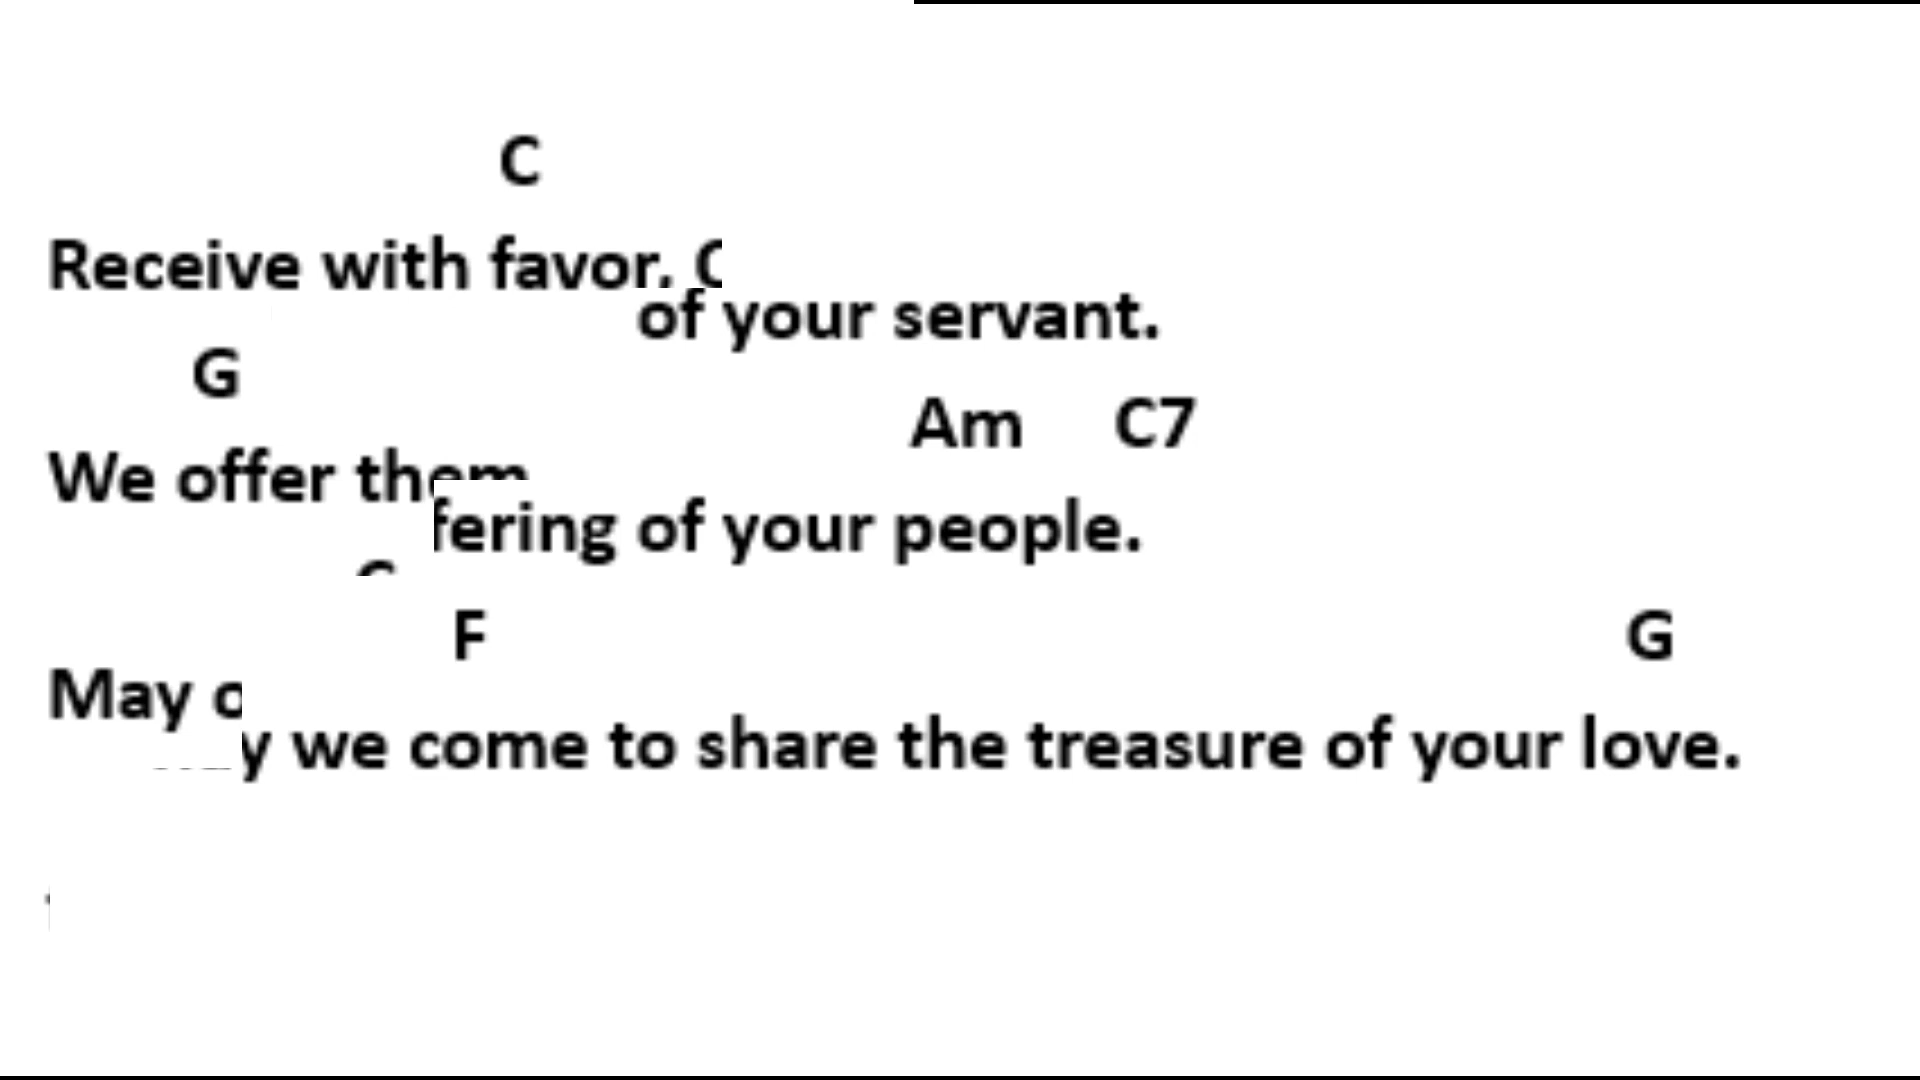 C
Receive with favor,
of your servant.
G
Am C7
We offer
of your people.
F G
May
we come to share the treasure of your love.